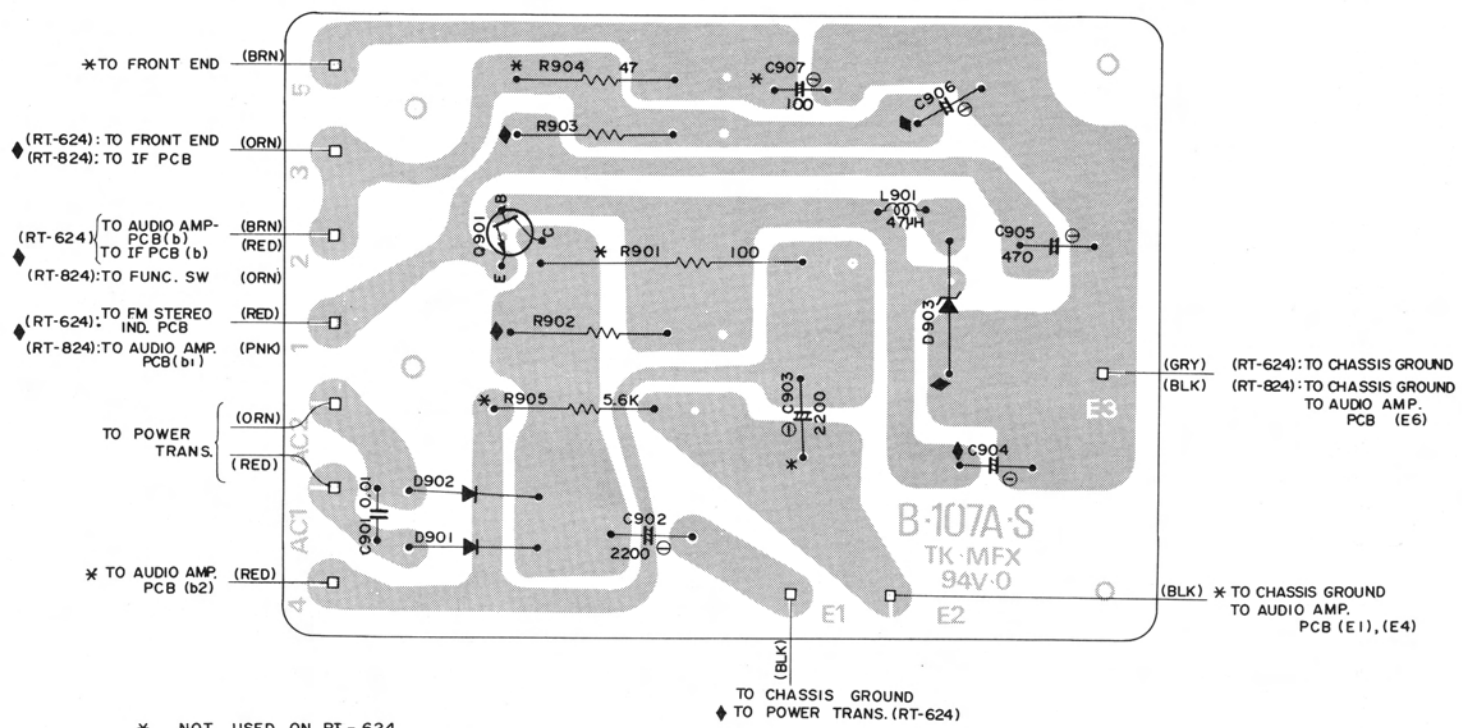 *TO FRONT END (BRN)
5
* R904 47
* C907 ⊖
100
C906 ⊖
◆ (RT-624): TO FRONT END (ORN)
(RT-824): TO IF PCB
3
◆ R903
◆
(RT-624) { TO AUDIO AMP- (BRN)
PCB(b)
TO IF PCB (b) (RED)
◆
(RT-824): TO FUNC. SW (ORN)
2
Q901
B
C
E
L901
47µH
C905 ⊖
470
* R901 100
(RT-624): TO FM STEREO (RED)
IND. PCB
◆
(RT-824): TO AUDIO AMP. (PNK)
PCB(b1)
1
◆ R902
D903
◆
(GRY) (RT-624): TO CHASSIS GROUND
(BLK) (RT-824): TO CHASSIS GROUND
TO AUDIO AMP.
PCB (E6)
E3
* R905 5.6K
C903
2200
⊖
*
TO POWER
TRANS.
(ORN)
(RED)
AC2
AC1
C901 0.01
D902
D901
C902
2200 ⊖
◆ C904
⊖
B·107A·S
TK·MFX
94V·0
* TO AUDIO AMP. (RED)
PCB (b2)
4
E1
E2
(BLK) * TO CHASSIS GROUND
TO AUDIO AMP.
PCB (E1),(E4)
(BLK)
TO CHASSIS GROUND
◆ TO POWER TRANS. (RT-624)
* NOT USED ON RT-624